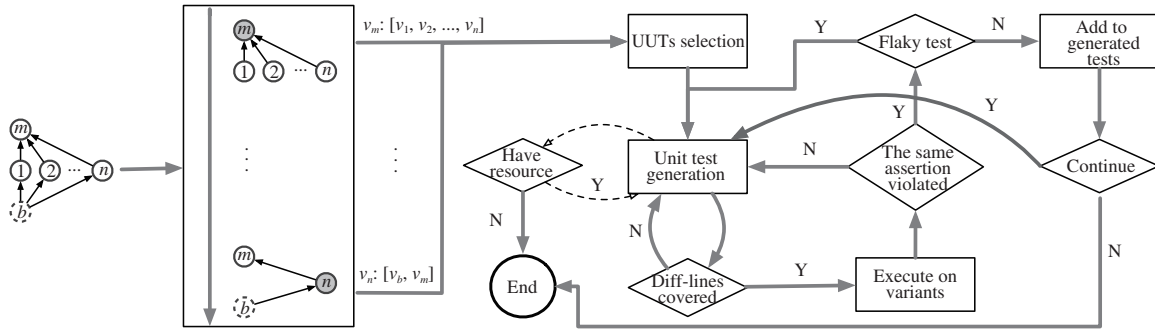 m
1
2
...
n
b
m
1
2
...
n
m
n
b
v_m: [v_1, v_2, ..., v_n]
v_n: [v_b, v_m]
UUTs selection
Y
Flaky test
N
Add to
generated
tests
Y
Y
Have
resource
Y
N
End
Unit test
generation
N
The same
assertion
violated
Continue
N
N
Diff-lines
covered
Y
Execute on
variants